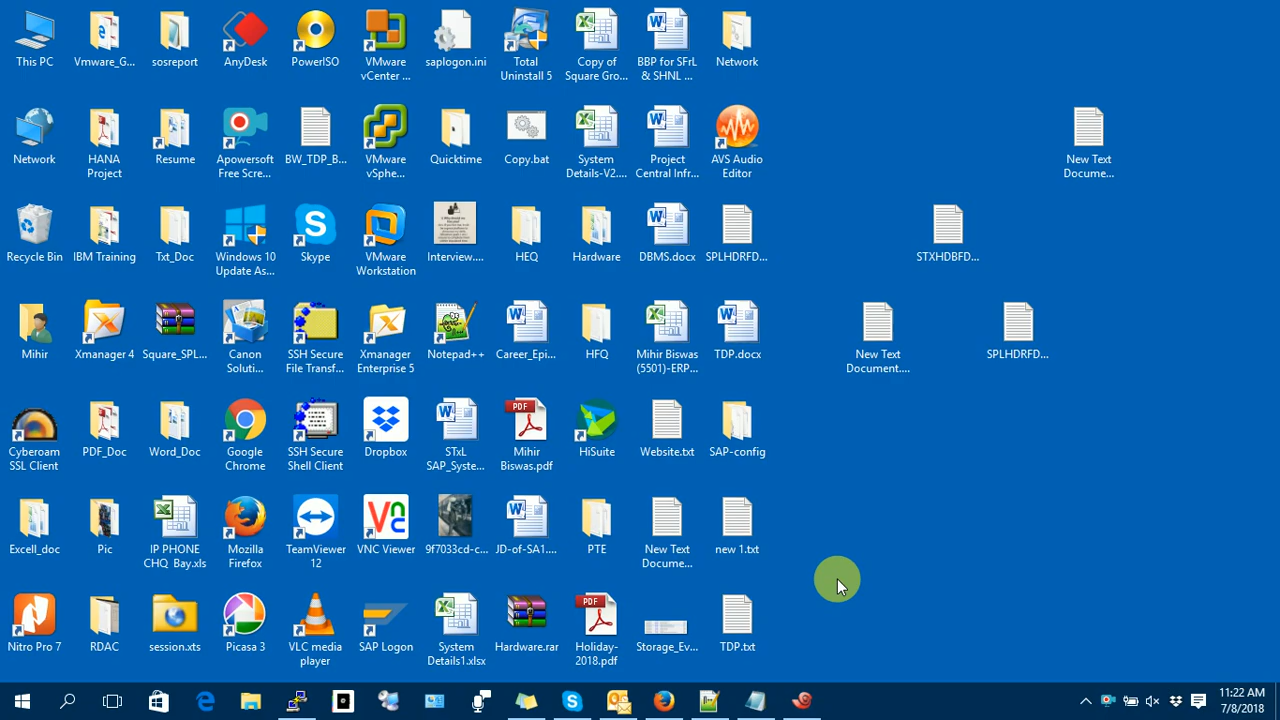 This PC
Vmware_G...
sosreport
AnyDesk
PowerISO
VMware
vCenter ...
saplogon.ini
Total
Uninstall 5
Copy of
Square Gro...
BBP for SFrL
& SHNL ...
Network
Network
HANA
Project
Resume
Apowersoft
Free Scre...
BW_TDP_B...
VMware
vSphe...
Quicktime
Copy.bat
System
Details-V2....
Project
Central Infr...
AVS Audio
Editor
New Text
Docume...
Recycle Bin
IBM Training
Txt_Doc
Windows 10
Update As...
Skype
VMware
Workstation
Interview....
HEQ
Hardware
DBMS.docx
SPLHDRFD...
STXHDBFD...
Mihir
Xmanager 4
Square_SPL...
Canon
Soluti...
SSH Secure
File Transf...
Xmanager
Enterprise 5
Notepad++
Career_Epi...
HFQ
Mihir Biswas
(5501)-ERP...
TDP.docx
New Text
Document....
SPLHDRFD...
Cyberoam
SSL Client
PDF_Doc
Word_Doc
Google
Chrome
SSH Secure
Shell Client
Dropbox
STxL
SAP_Syste...
PDF
Mihir
Biswas.pdf
HiSuite
Website.txt
SAP-config
Excell_doc
Pic
IP PHONE
CHQ_Bay.xls
Mozilla
Firefox
TeamViewer
12
VNC Viewer
9f7033cd-c...
JD-of-SA1....
PTE
New Text
Docume...
new 1.txt
Nitro Pro 7
RDAC
session.xts
Picasa 3
VLC media
player
SAP Logon
System
Details1.xlsx
Hardware.rar
PDF
Holiday-
2018.pdf
Storage_Ev...
TDP.txt
11:22 AM
7/8/2018